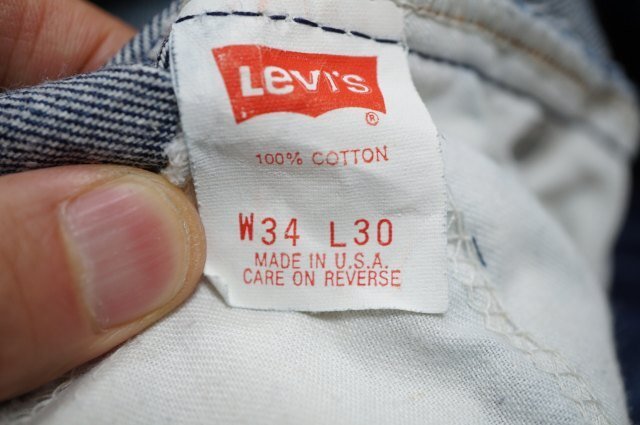 Levi's
®
100% COTTON
W34 L30
MADE IN U.S.A.
CARE ON REVERSE